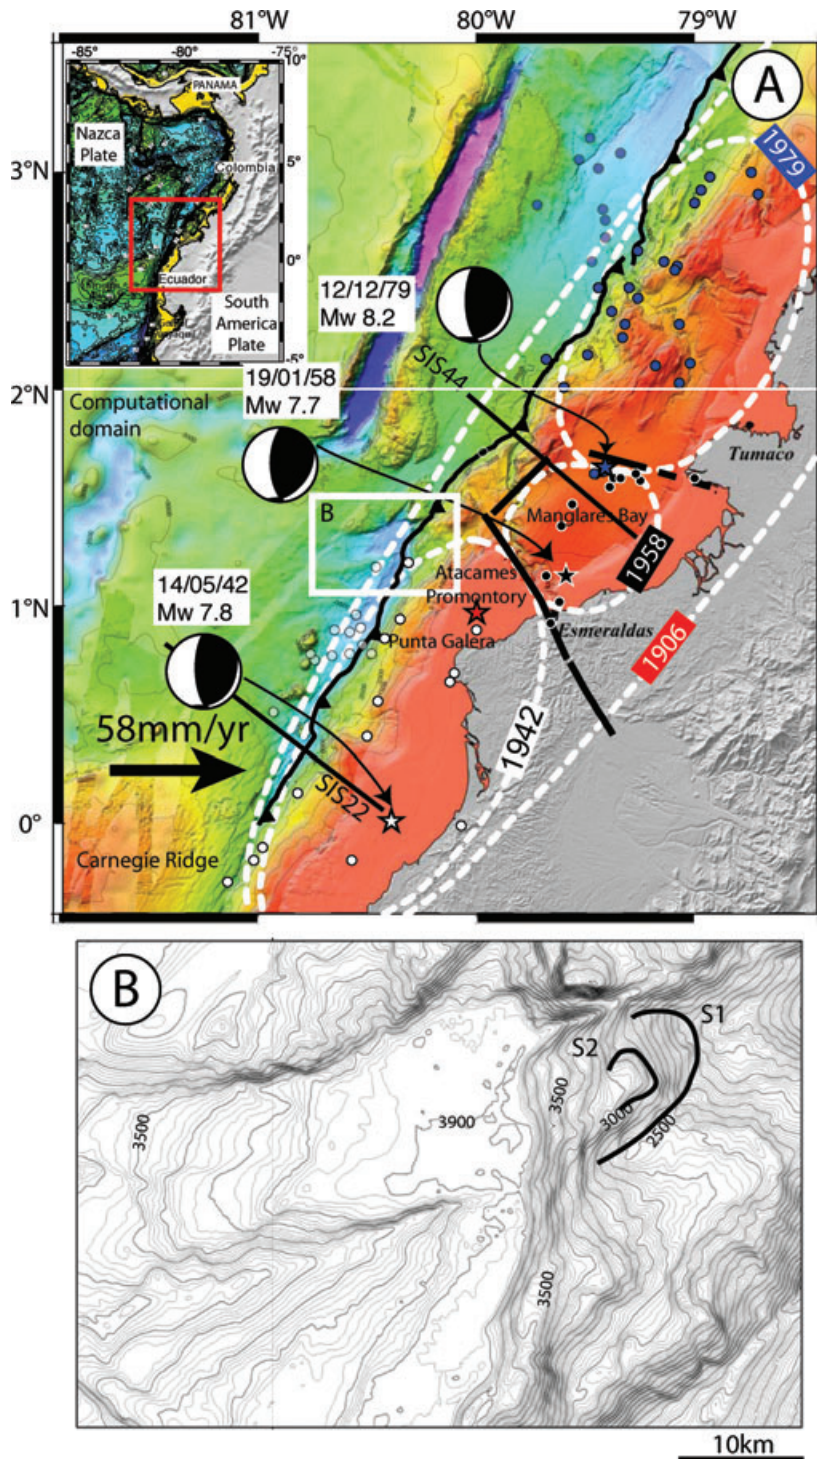 81°W 80°W 79°W
-85° -80° -75
0°
10°
A
PANAMA
Nazca
Plate
Colombia
5°
3°N
1979
0°
Ecuador
12/12/79
Mw 8.2
South
America
Plate
-5°
SIS44
19/01/58
Mw 7.7
2°N
Computational
domain
Tumaco
B
Manglares Bay
1958
14/05/42
Mw 7.8
Atacames
Promontory
1°N
Punta Galera
Esmeraldas
1906
58mm/yr
1942
SIS22
0°
Carnegie Ridge
B
S1
S2
3500
3500
3900
3000
2500
3500
10km